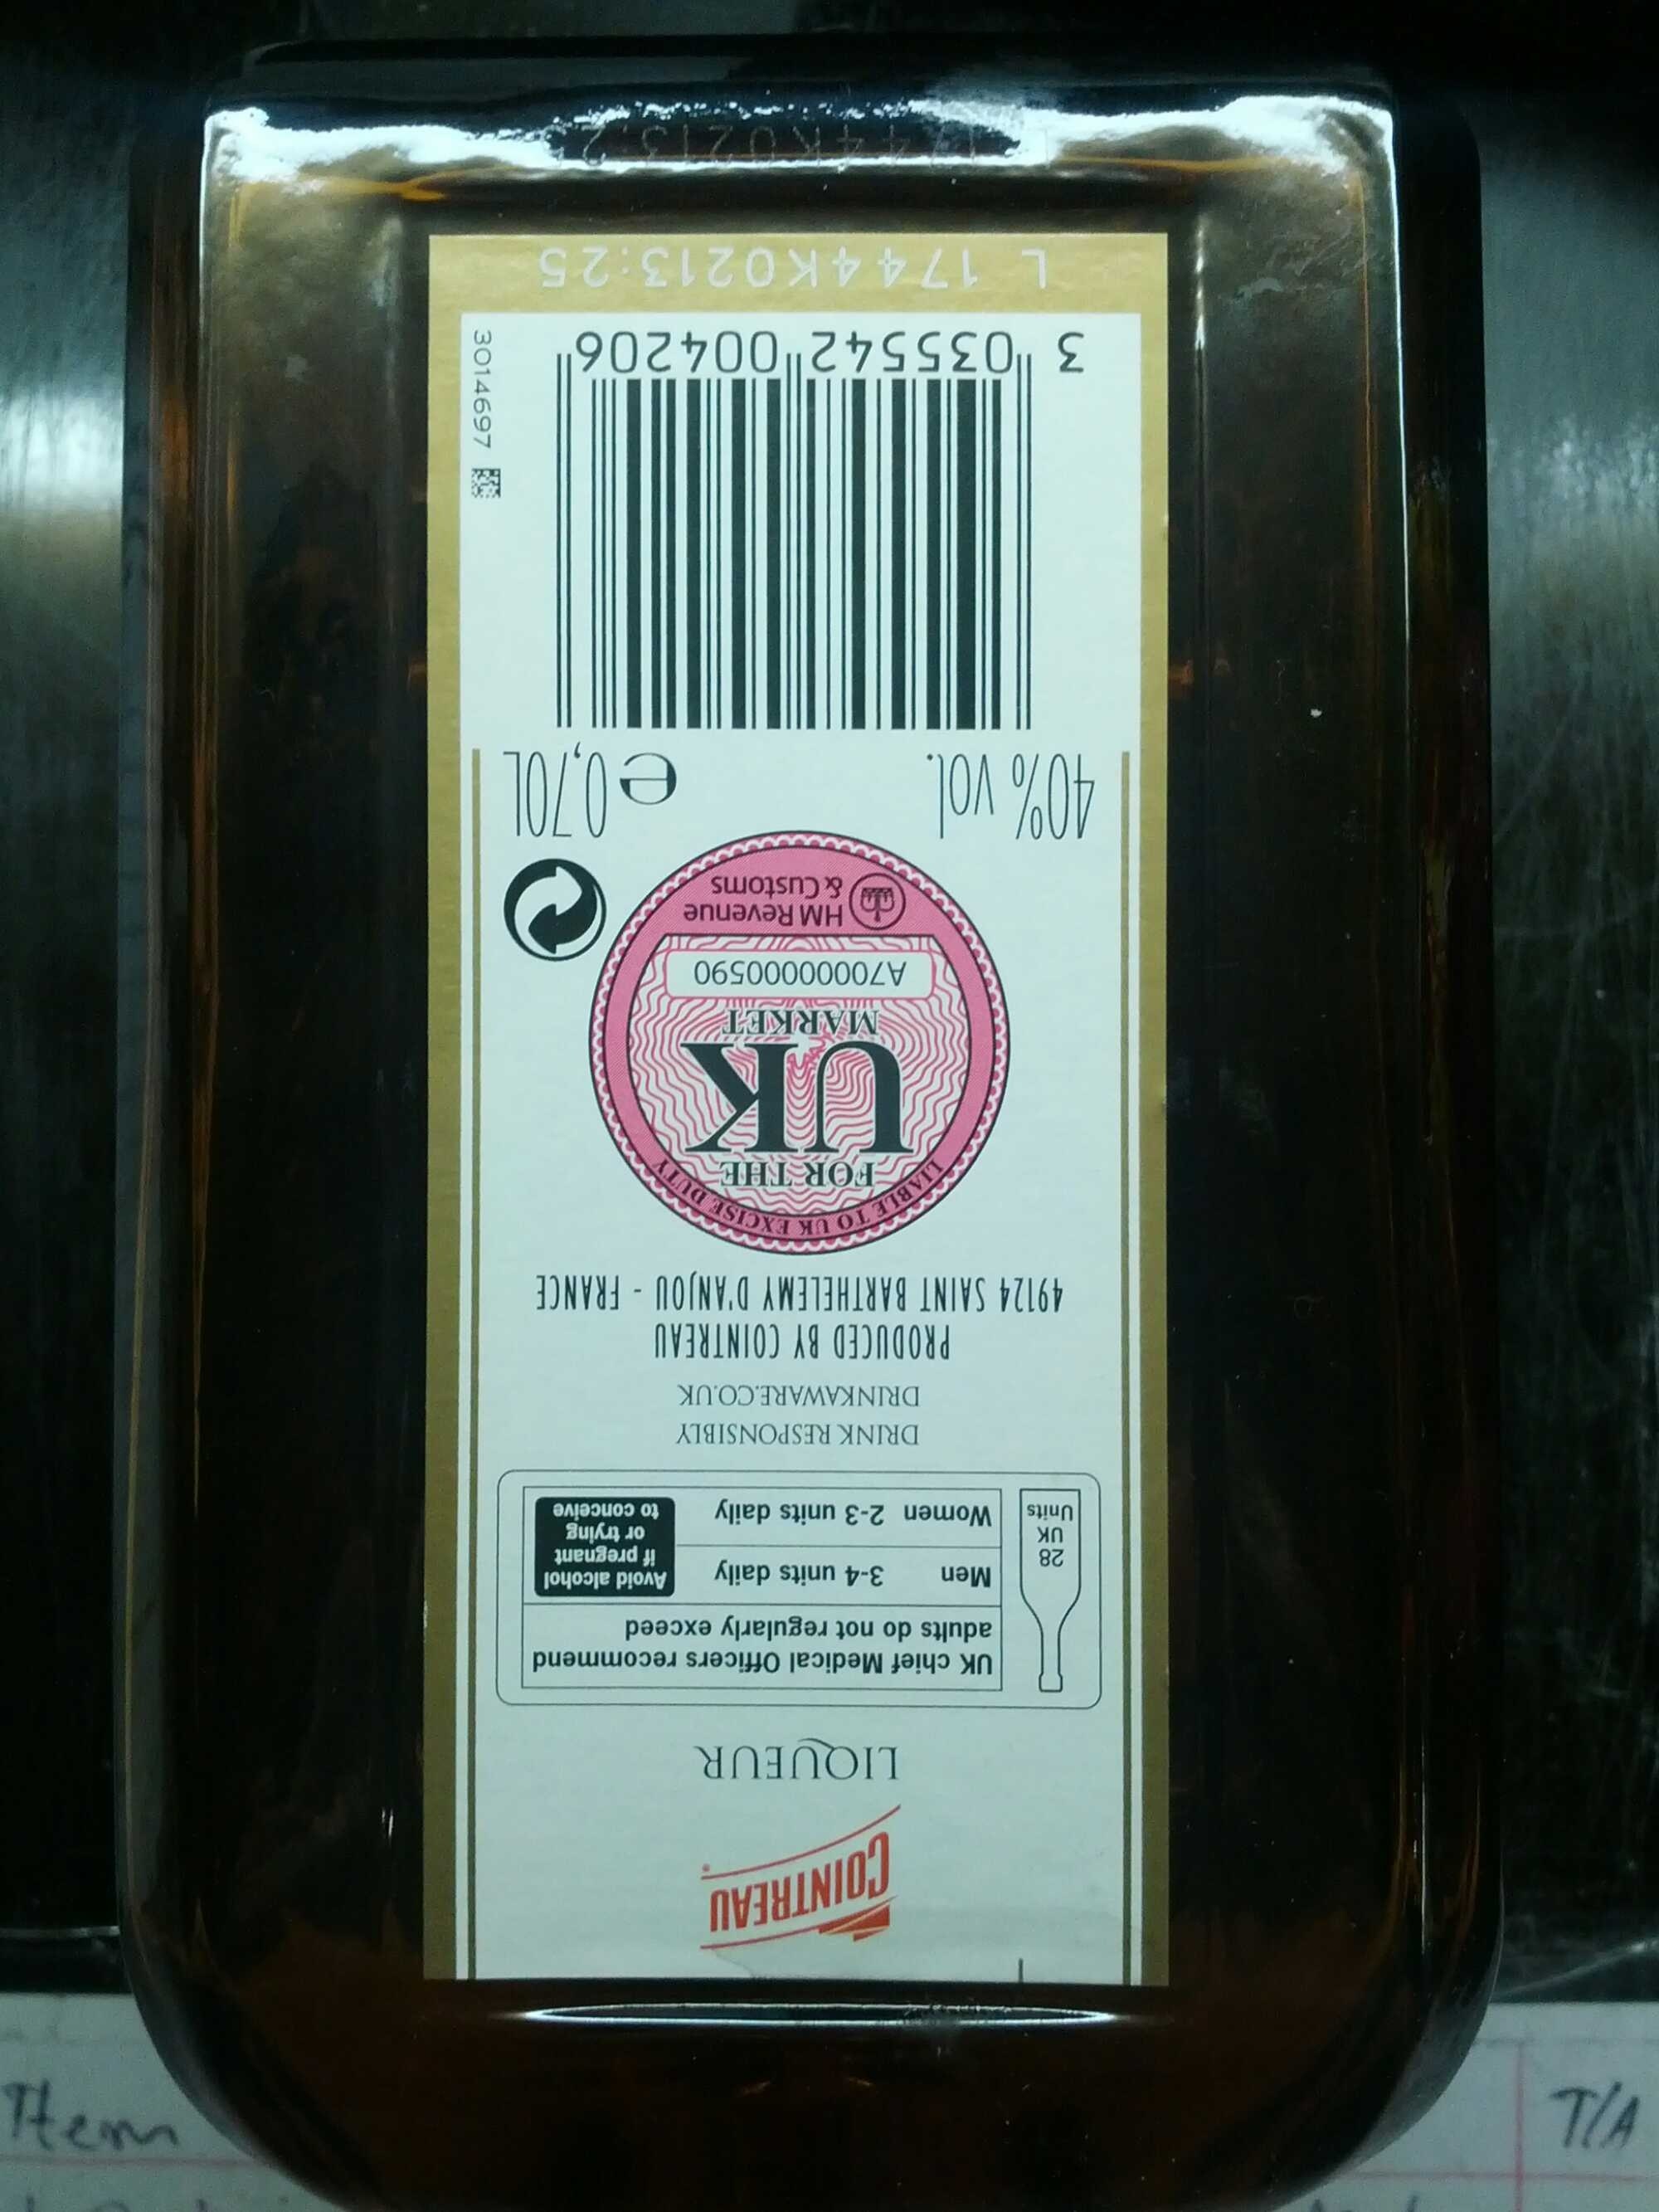 COINTREAU
LIQUEUR
UK chief Medical Officers recommend
adults do not regularly exceed
Men 3-4 units daily
Women 2-3 units daily
Avoid alcohol
if pregnant
or trying
to conceive
28
UK
Units
DRINK RESPONSIBLY
DRINKAWARE.CO.UK
PRODUCED BY COINTREAU
49124 SAINT BARTHELEMY D'ANJOU - FRANCE
LIABLE TO UK EXCISE DUTY
FOR THE
UK
MARKET
A7000000590
HM Revenue
& Customs
40% vol.
e 0,70L
3 035542 004206
3014697
L 1744K0213:25
Item
T/A